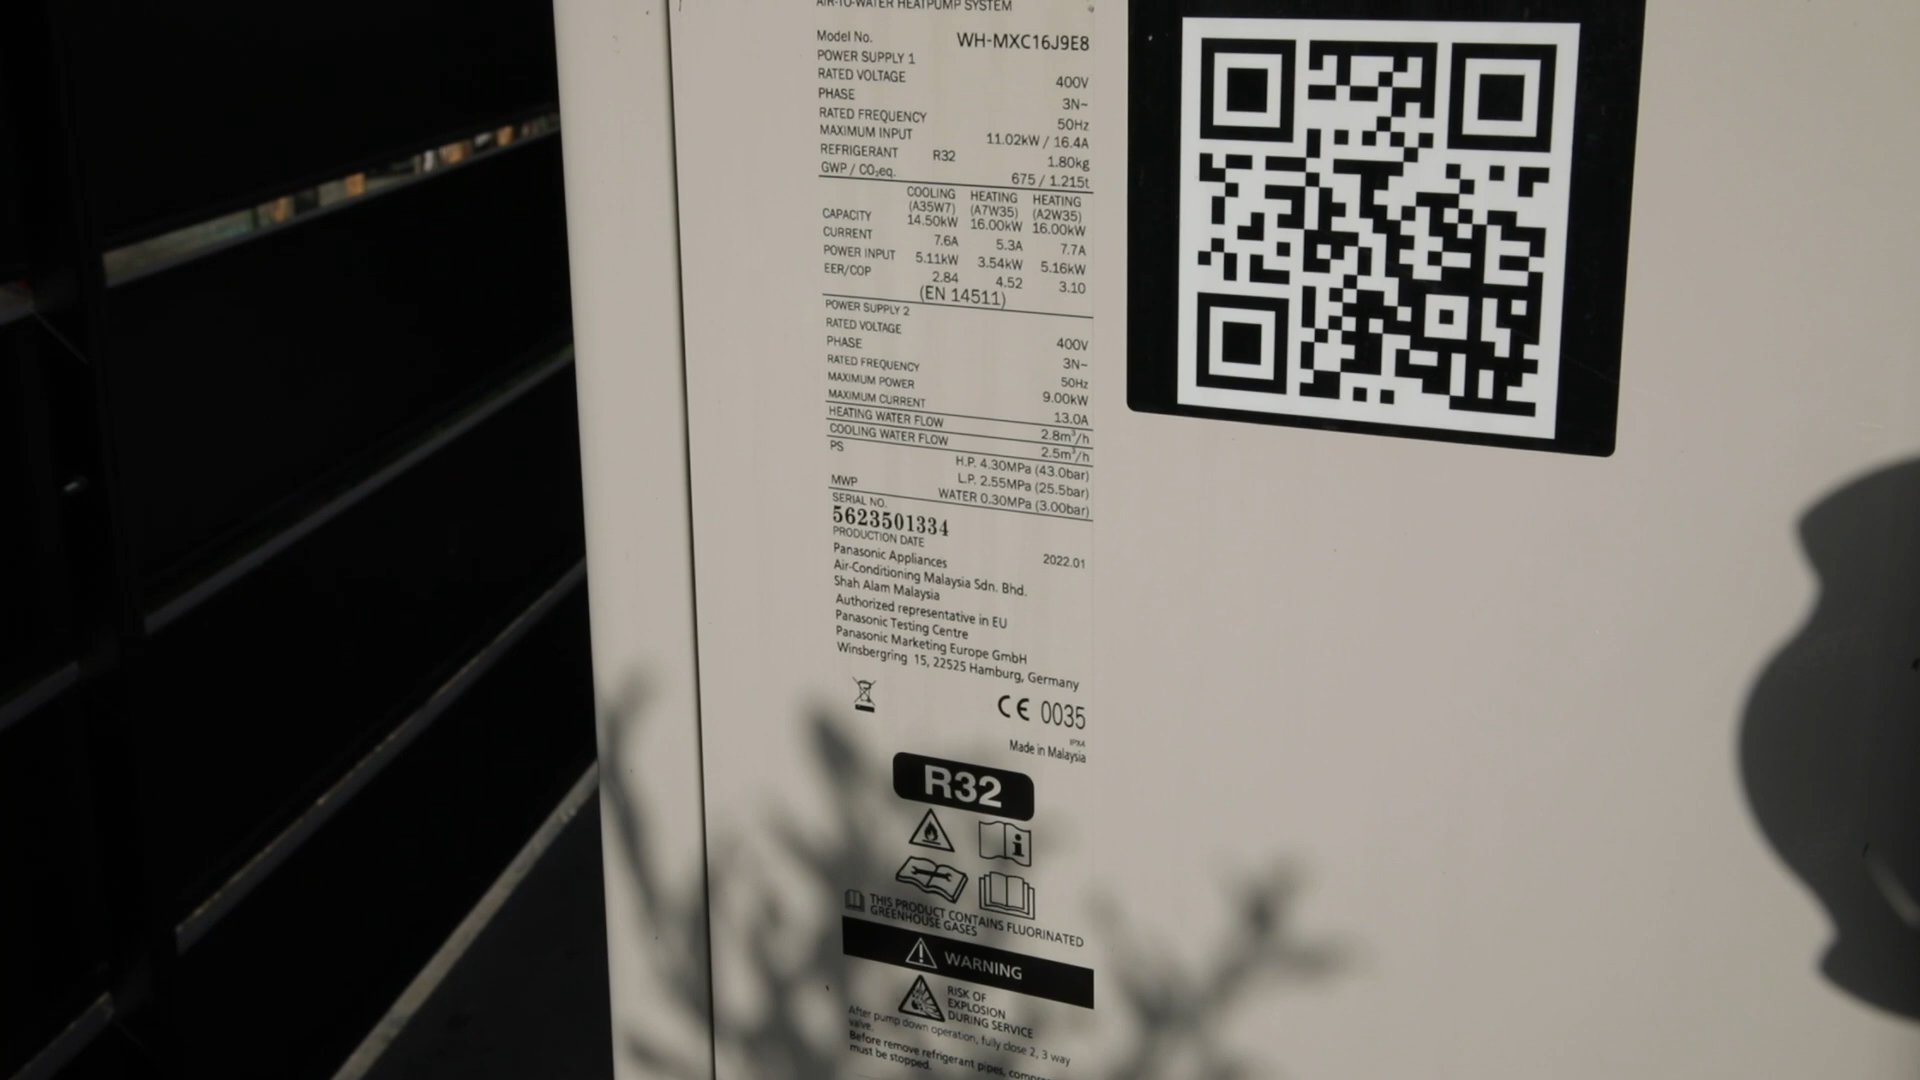 AIR-TO-WATER HEATPUMP SYSTEM
Model No. WH-MXC16J9E8
POWER SUPPLY 1
RATED VOLTAGE 400V
PHASE 3N~
RATED FREQUENCY 50Hz
MAXIMUM INPUT 11.02kW / 16.4A
REFRIGERANT R32 1.80kg
GWP / CO₂eq. 675 / 1.215t
COOLING HEATING HEATING
(A35W7) (A7W35) (A2W35)
CAPACITY 14.50kW 16.00kW 16.00kW
CURRENT 7.6A 5.3A 7.7A
POWER INPUT 5.11kW 3.54kW 5.16kW
EER/COP 2.84 4.52 3.10
(EN 14511)
POWER SUPPLY 2
RATED VOLTAGE 400V
PHASE 3N~
RATED FREQUENCY 50Hz
MAXIMUM POWER 9.00kW
MAXIMUM CURRENT 13.0A
HEATING WATER FLOW 2.8m³/h
COOLING WATER FLOW 2.5m³/h
PS H.P. 4.30MPa (43.0bar)
L.P. 2.55MPa (25.5bar)
MWP WATER 0.30MPa (3.00bar)
SERIAL NO.
5623501334
PRODUCTION DATE 2022.01
Panasonic Appliances
Air-Conditioning Malaysia Sdn. Bhd.
Shah Alam Malaysia
Authorized representative in EU
Panasonic Testing Centre
Panasonic Marketing Europe GmbH
Winsbergring 15, 22525 Hamburg, Germany
CE 0035
IPX4
Made in Malaysia
R32
THIS PRODUCT CONTAINS FLUORINATED
GREENHOUSE GASES
WARNING
RISK OF
EXPLOSION
DURING SERVICE
After pump down operation, fully close 2, 3 way
valve.
Before remove refrigerant pipes,
must be stopped.